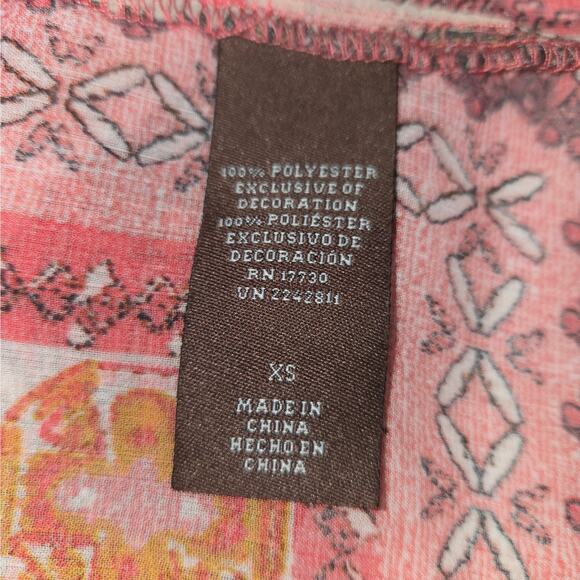 100% POLYESTER
EXCLUSIVE OF
DECORATION
100% POLIÉSTER
EXCLUSIVO DE
DECORACIÓN
RN 17730
UN 2242811
XS
MADE IN
CHINA
HECHO EN
CHINA